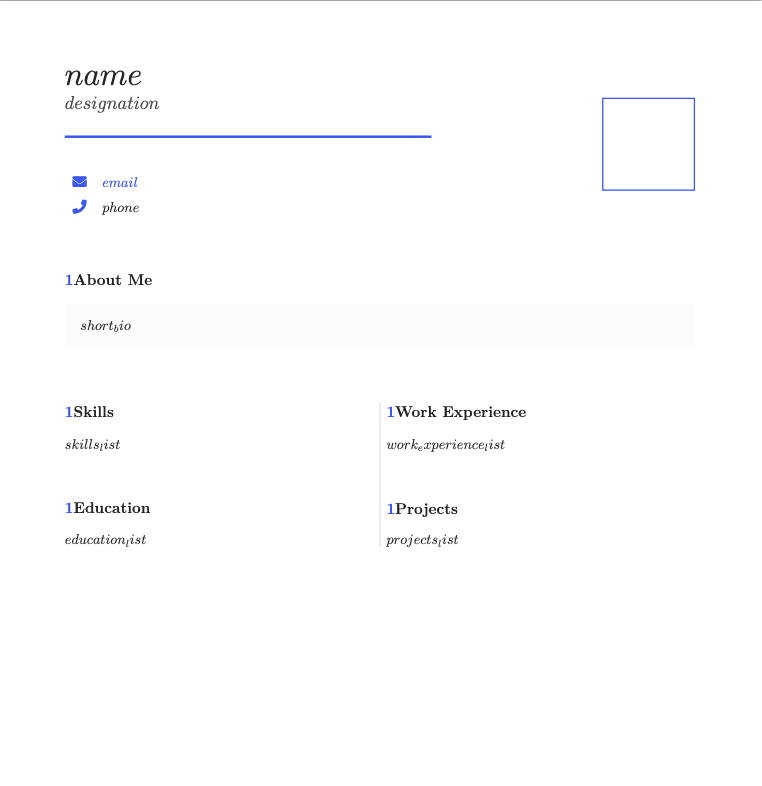 name
designation
email
phone
1About Me
short_bio
1Skills
skills_list
1Education
education_list
1Work Experience
work_experience_list
1Projects
projects_list